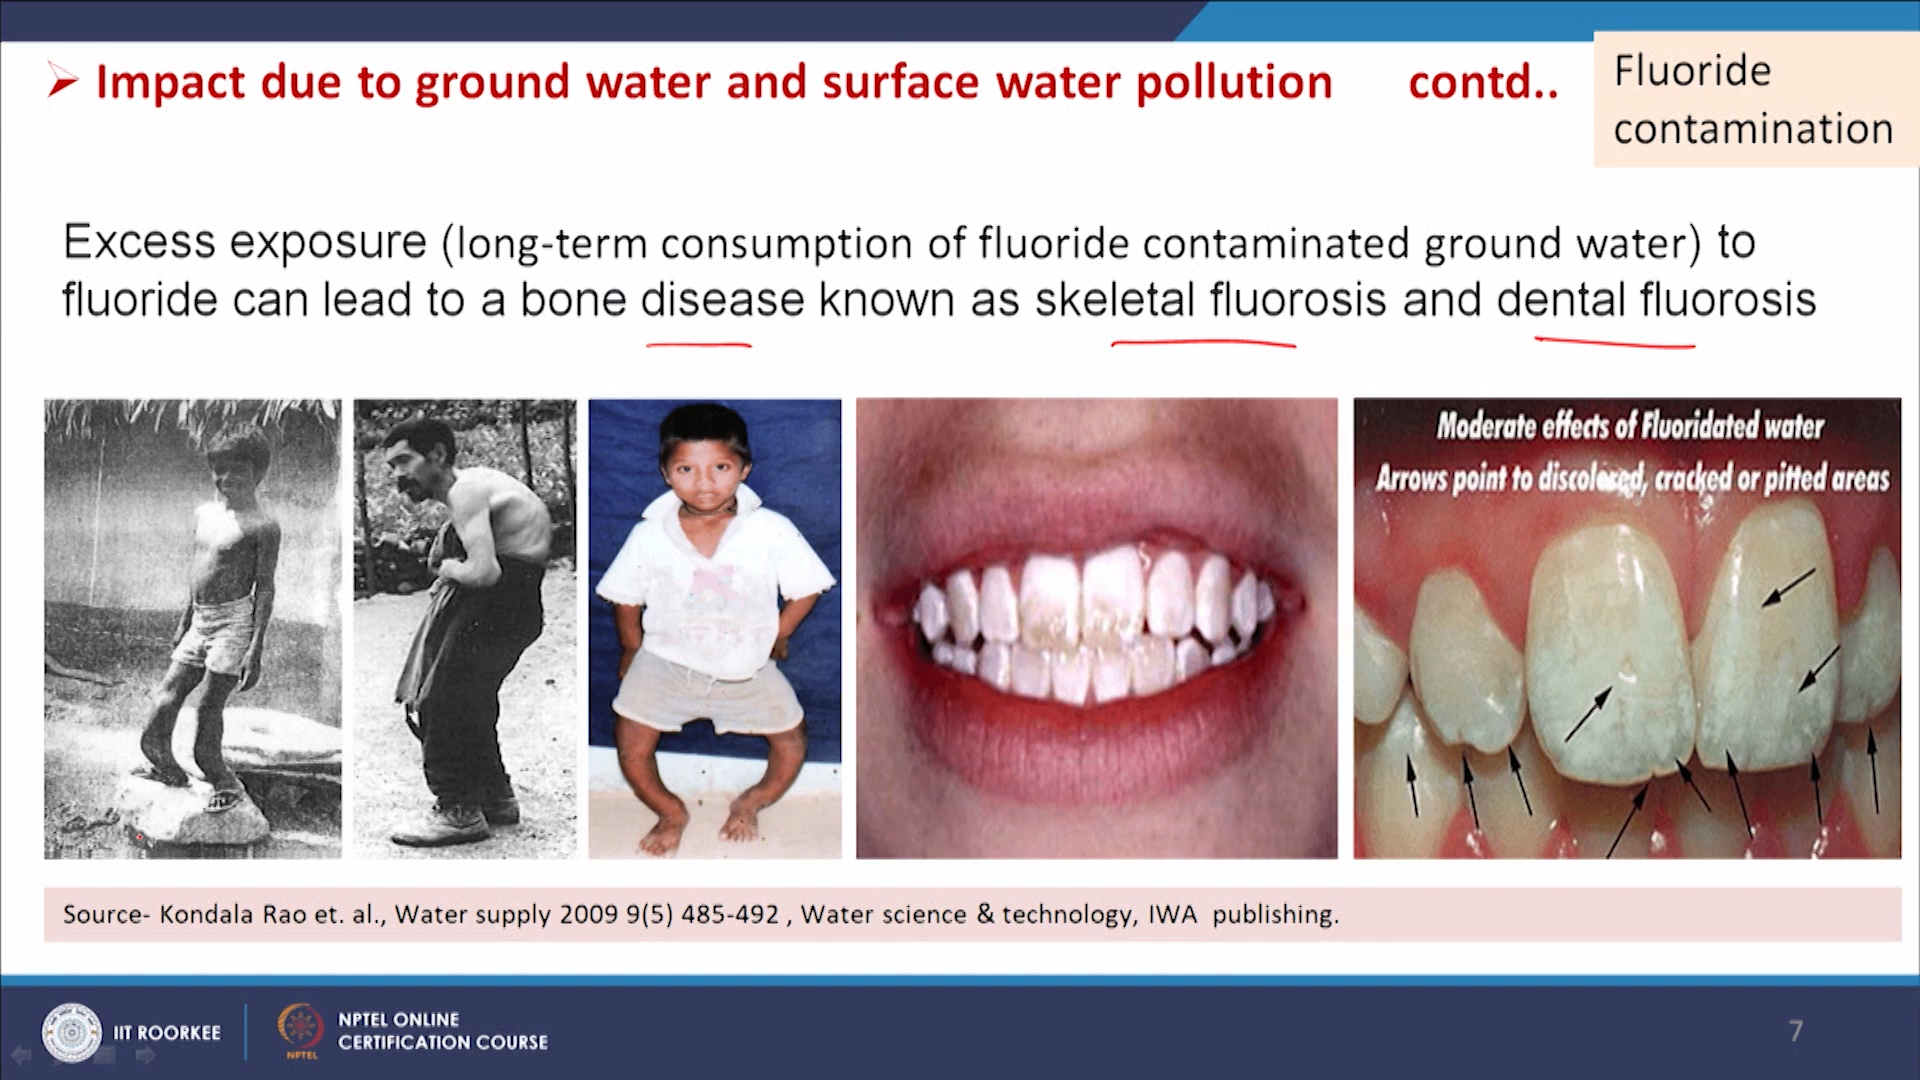 Impact due to ground water and surface water pollution contd..
Fluoride
contamination
Excess exposure (long-term consumption of fluoride contaminated ground water) to
fluoride can lead to a bone disease known as skeletal fluorosis and dental fluorosis
Moderate effects of Fluoridated water
Arrows point to discolored, cracked or pitted areas
Source- Kondala Rao et. al., Water supply 2009 9(5) 485-492 , Water science & technology, IWA publishing.
IIT ROORKEE
NPTEL
NPTEL ONLINE
CERTIFICATION COURSE
7